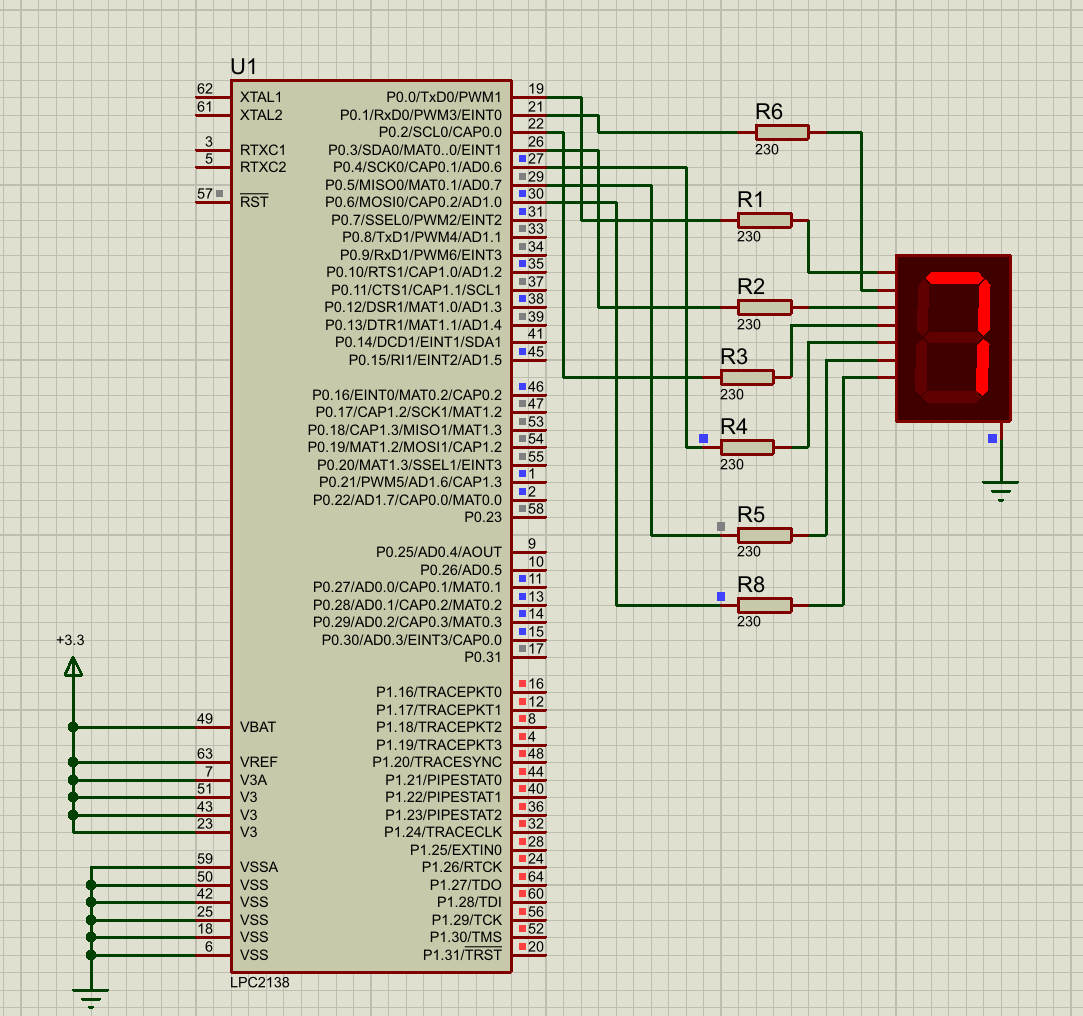 U1
62 XTAL1 P0.0/TxD0/PWM1 19
61 XTAL2 P0.1/RxD0/PWM3/EINT0 21
P0.2/SCL0/CAP0.0 22
3 RTXC1 P0.3/SDA0/MAT0..0/EINT1 26
5 RTXC2 P0.4/SCK0/CAP0.1/AD0.6 27
P0.5/MISO0/MAT0.1/AD0.7 29
57 RST P0.6/MOSI0/CAP0.2/AD1.0 30
P0.7/SSEL0/PWM2/EINT2 31
P0.8/TxD1/PWM4/AD1.1 33
P0.9/RxD1/PWM6/EINT3 34
P0.10/RTS1/CAP1.0/AD1.2 35
P0.11/CTS1/CAP1.1/SCL1 37
P0.12/DSR1/MAT1.0/AD1.3 38
P0.13/DTR1/MAT1.1/AD1.4 39
P0.14/DCD1/EINT1/SDA1 41
P0.15/RI1/EINT2/AD1.5 45
P0.16/EINT0/MAT0.2/CAP0.2 46
P0.17/CAP1.2/SCK1/MAT1.2 47
P0.18/CAP1.3/MISO1/MAT1.3 53
P0.19/MAT1.2/MOSI1/CAP1.2 54
P0.20/MAT1.3/SSEL1/EINT3 55
P0.21/PWM5/AD1.6/CAP1.3 1
P0.22/AD1.7/CAP0.0/MAT0.0 2
P0.23 58
P0.25/AD0.4/AOUT 9
P0.26/AD0.5 10
P0.27/AD0.0/CAP0.1/MAT0.1 11
P0.28/AD0.1/CAP0.2/MAT0.2 13
P0.29/AD0.2/CAP0.3/MAT0.3 14
P0.30/AD0.3/EINT3/CAP0.0 15
P0.31 17
P1.16/TRACEPKT0 16
P1.17/TRACEPKT1 12
49 VBAT P1.18/TRACEPKT2 8
P1.19/TRACEPKT3 4
63 VREF P1.20/TRACESYNC 48
7 V3A P1.21/PIPESTAT0 44
51 V3 P1.22/PIPESTAT1 40
43 V3 P1.23/PIPESTAT2 36
23 V3 P1.24/TRACECLK 32
P1.25/EXTIN0 28
59 VSSA P1.26/RTCK 24
50 VSS P1.27/TDO 64
42 VSS P1.28/TDI 60
25 VSS P1.29/TCK 56
18 VSS P1.30/TMS 52
6 VSS P1.31/TRST 20
LPC2138
+3.3
R6
230
R1
230
R2
230
R3
230
R4
230
R5
230
R8
230
7